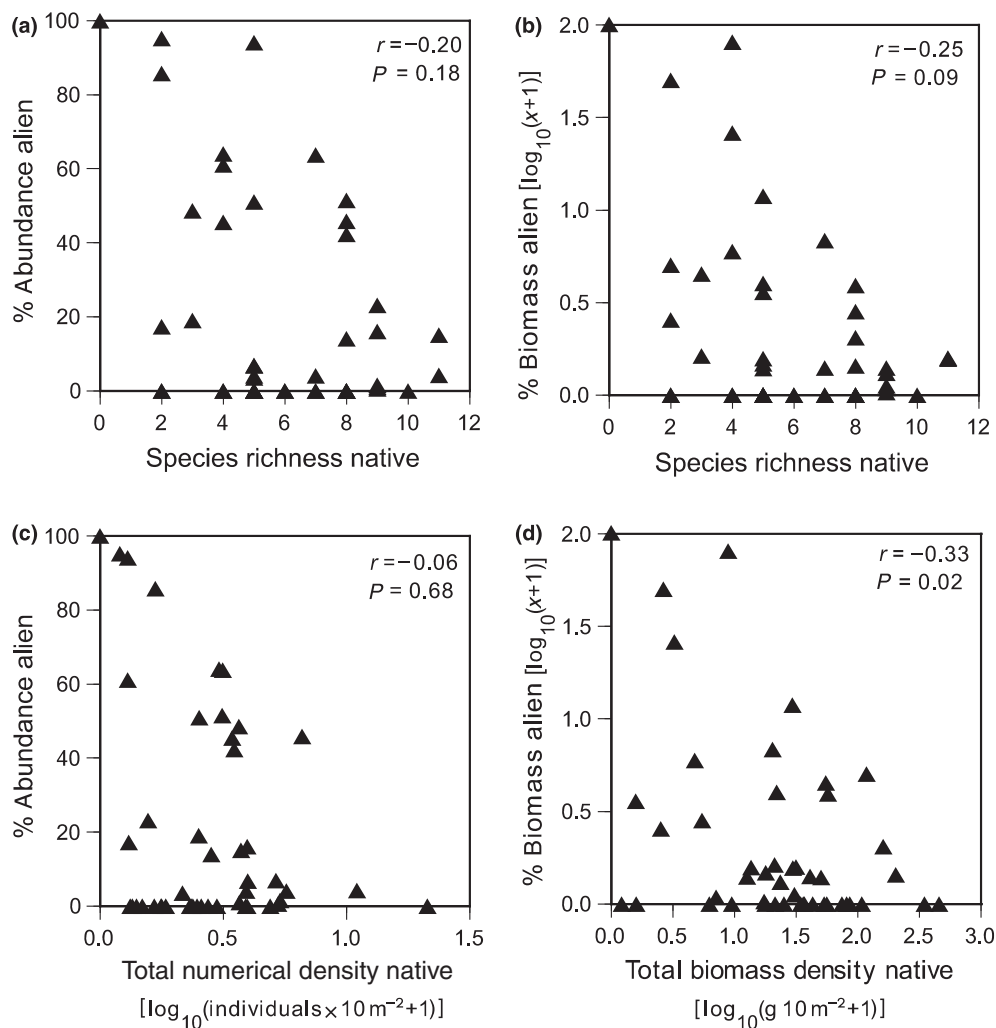 (a)
100
80
60
40
20
0
% Abundance alien
r=−0.20
P = 0.18
0 2 4 6 8 10 12
Species richness native
(b)
2.0
1.5
1.0
0.5
0.0
% Biomass alien [log10(x+1)]
r=−0.25
P = 0.09
0 2 4 6 8 10 12
Species richness native
(c)
100
80
60
40
20
0
% Abundance alien
r=−0.06
P = 0.68
0.0 0.5 1.0 1.5
Total numerical density native
[log10(individuals×10 m−2+1)]
(d)
2.0
1.5
1.0
0.5
0.0
% Biomass alien [log10(x+1)]
r=−0.33
P = 0.02
0.0 0.5 1.0 1.5 2.0 2.5 3.0
Total biomass density native
[log10(g 10 m−2+1)]